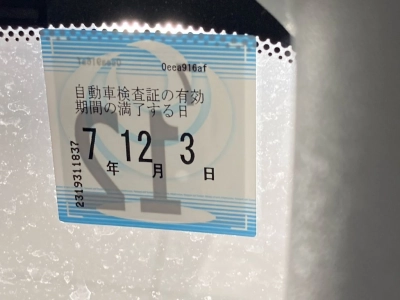 0eea916af
自動車検査証の有効
期間の満了する日
7年12月3日
2319311837